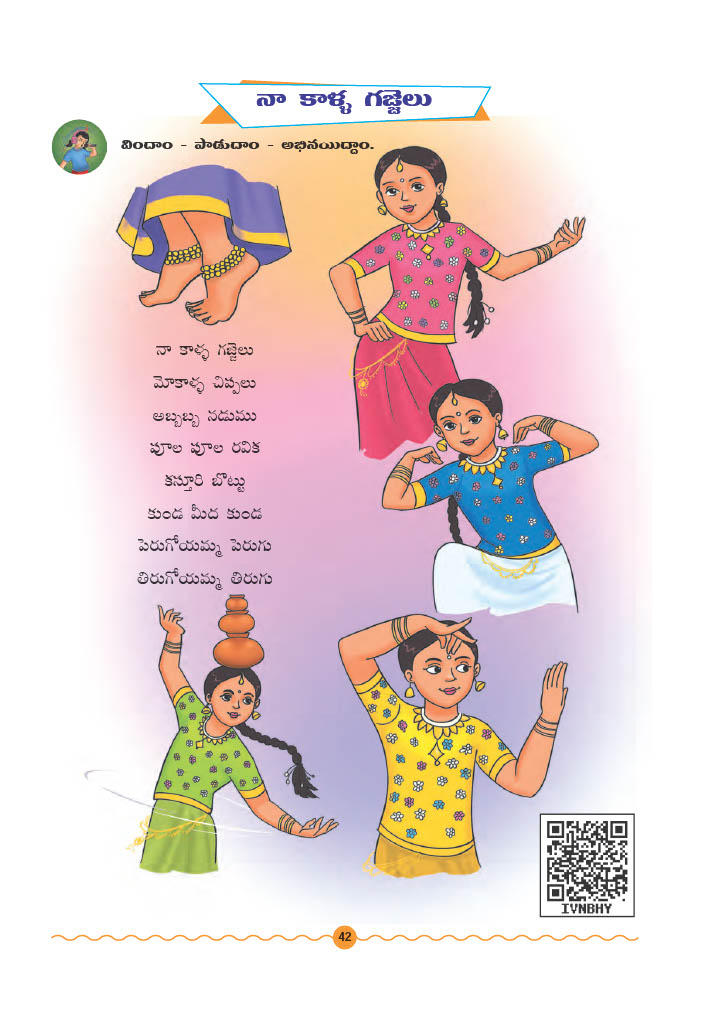 నా కాళ్ళ గజ్జెలు
విందాం - పాడుదాం - అభినయిద్దాం.
నా కాళ్ళ గజ్జెలు
మోకాళ్ళ చిప్పలు
అబ్బబ్బ నడుము
పూల పూల రవిక
కస్తూరి బొట్టు
కుండ మీద కుండ
పెరుగోయమ్మ పెరుగు
తిరుగోయమ్మ తిరుగు
IVNBHY
42